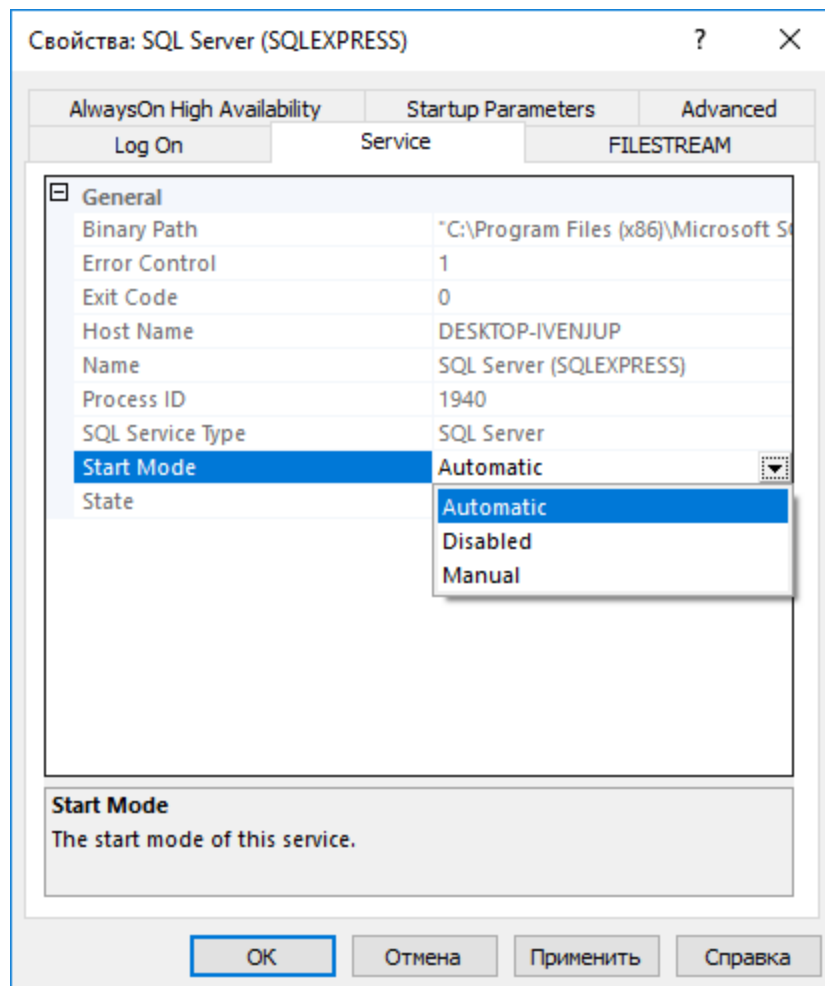 Свойства: SQL Server (SQLEXPRESS)
AlwaysOn High Availability
Startup Parameters
Advanced
Log On
Service
FILESTREAM
General
Binary Path "C:\Program Files (x86)\Microsoft
Error Control 1
Exit Code 0
Host Name DESKTOP-IVENJUP
Name SQL Server (SQLEXPRESS)
Process ID 1940
SQL Service Type SQL Server
Start Mode Automatic
State
Automatic
Disabled
Manual
Start Mode
The start mode of this service.
ОК
Отмена
Применить
Справка